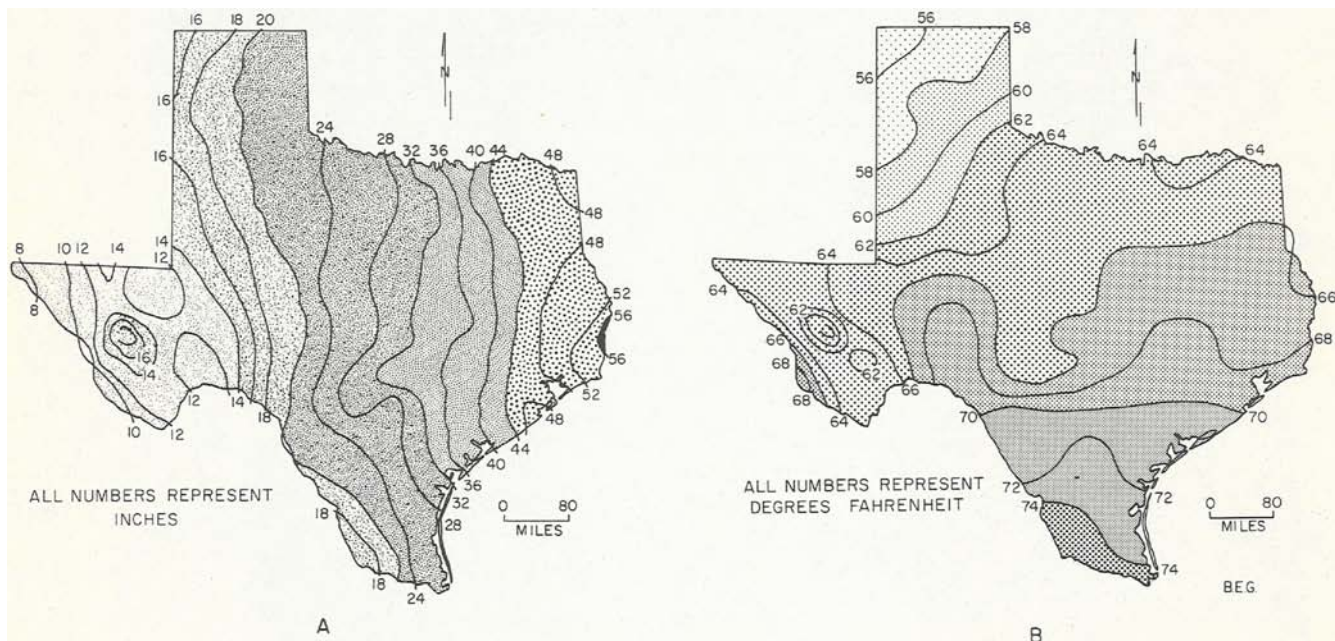 16 18 20
N
16
24 28 32 36 40 44 48
16
48
14 48
8 10 12 14 12
8
52
56
16
14
56
12 14 18 52
48
10 12
44
40
36
32
28
18
18
24
ALL NUMBERS REPRESENT
INCHES
0 80
MILES
A
56 58
56
N
60
62 64 64 64
58
60
62
64
64
62
66
66
68
68 62
68 66
64 70 70
72 72
74
74
ALL NUMBERS REPRESENT
DEGREES FAHRENHEIT
0 80
MILES
BEG.
B